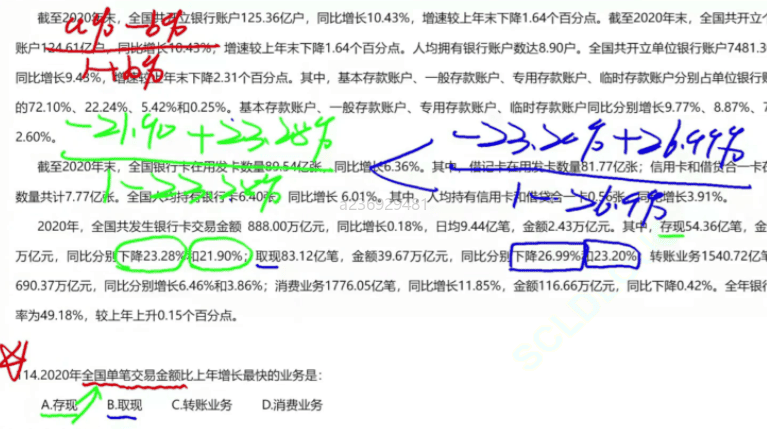 截至2020年末，全国共开立银行账户125.36亿户，同比增长10.43%，增速较上年末下降1.64个百分点。截至2020年末，全国共开立个
账户124.61亿户，同比增长10.43%，增速较上年末下降1.64个百分点。人均拥有银行账户数达8.90户。全国共开立单位银行账户7481.3
同比增长9.43%，增速较上年末下降2.31个百分点。其中，基本存款账户、一般存款账户、专用存款账户、临时存款账户分别占单位银行账
的72.10%、22.24%、5.42%和0.25%。基本存款账户、一般存款账户、专用存款账户、临时存款账户同比分别增长9.77%、8.87%、7
2.60%。
a%-b%
1+b%
-21.90+23.28%
1-23.28%
-23.20%+26.99%
1-26.9%
截至2020年末，全国银行卡在用发卡数量89.54亿张，同比增长6.36%。其中，借记卡在用发卡数量81.77亿张；信用卡和借贷合一卡在
数量共计7.77亿张。全国人均持有银行卡6.40张，同比增长 6.01%。其中，人均持有信用卡和借贷合一卡0.56张，同比增长3.91%。
a236929481
2020年，全国共发生银行卡交易金额 888.00万亿元，同比增长0.18%，日均9.44亿笔，金额2.43万亿元。其中，存现54.36亿笔，金
万亿元，同比分别下降23.28%和21.90%；取现83.12亿笔，金额39.67万亿元，同比分别下降26.99%和23.20%；转账业务1540.72亿笔
690.37万亿元，同比分别增长6.46%和3.86%；消费业务1776.05亿笔，同比增长11.85%，金额116.66万亿元，同比下降0.42%。全年银行
率为49.18%，较上年上升0.15个百分点。
114.2020年全国单笔交易金额比上年增长最快的业务是：
A.存现 B.取现 C.转账业务 D.消费业务